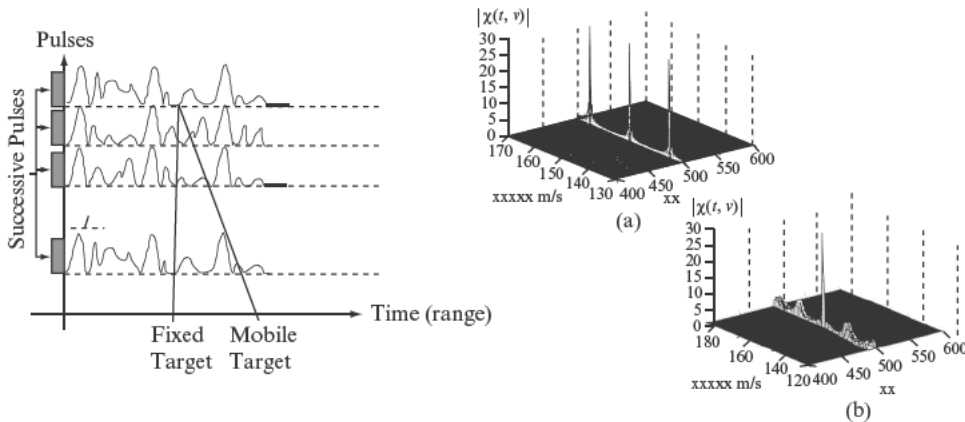 Pulses
Successive Pulses
Time (range)
Fixed
Target
Mobile
Target
|χ(t, v)|
30
25
20
15
10
5
0
170
160
150
140
130
400
450
500
550
600
xxxxx m/s
xx
(a)
|χ(t, v)|
30
25
20
15
10
5
0
180
160
140
120
400
450
500
550
600
xxxxx m/s
xx
(b)